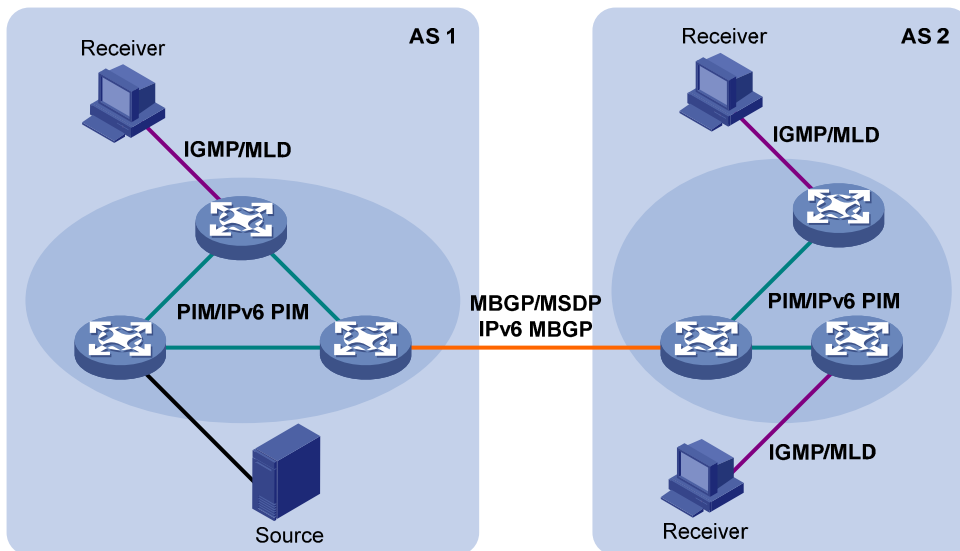 AS 1
Receiver
IGMP/MLD
PIM/IPv6 PIM
Source
MBGP/MSDP
IPv6 MBGP
AS 2
Receiver
IGMP/MLD
PIM/IPv6 PIM
IGMP/MLD
Receiver